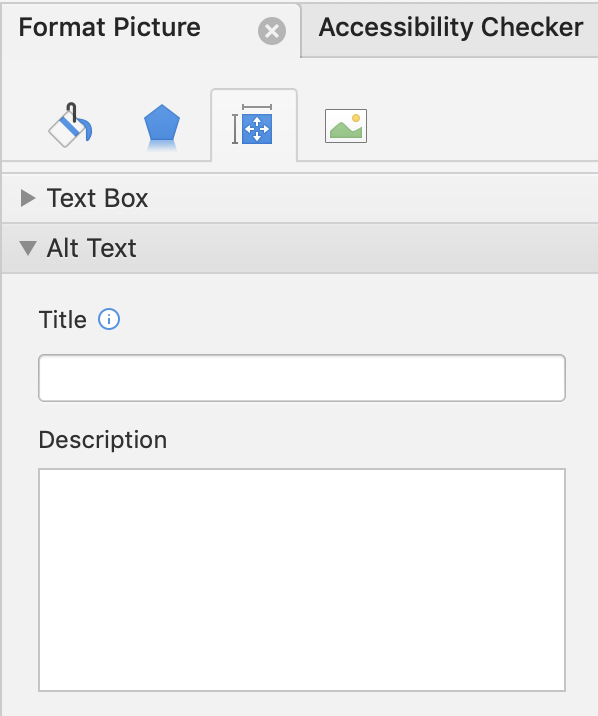 Format Picture
Accessibility Checker
Text Box
Alt Text
Title
Description